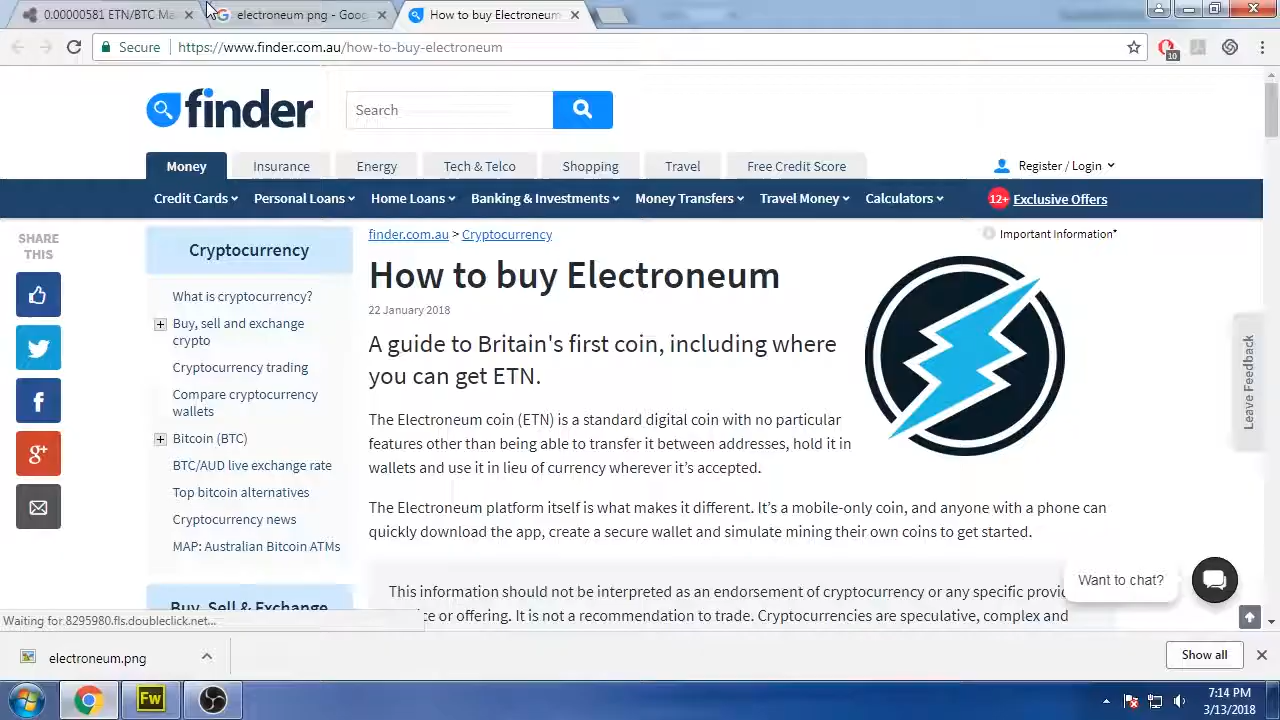 0.00000581 ETN/BTC Ma
electroneum png - Goo
How to buy Electroneum
Secure
https://www.finder.com.au/how-to-buy-electroneum
10
finder
Search
Money
Insurance
Energy
Tech & Telco
Shopping
Travel
Free Credit Score
Register / Login
Credit Cards
Personal Loans
Home Loans
Banking & Investments
Money Transfers
Travel Money
Calculators
12+
Exclusive Offers
SHARE
THIS
Cryptocurrency
What is cryptocurrency?
Buy, sell and exchange
crypto
Cryptocurrency trading
Compare cryptocurrency
wallets
Bitcoin (BTC)
BTC/AUD live exchange rate
Top bitcoin alternatives
Cryptocurrency news
MAP: Australian Bitcoin ATMs
Buy, Sell & Exchange
finder.com.au > Cryptocurrency
Important Information*
How to buy Electroneum
22 January 2018
A guide to Britain's first coin, including where
you can get ETN.
The Electroneum coin (ETN) is a standard digital coin with no particular
features other than being able to transfer it between addresses, hold it in
wallets and use it in lieu of currency wherever it's accepted.
The Electroneum platform itself is what makes it different. It's a mobile-only coin, and anyone with a phone can
quickly download the app, create a secure wallet and simulate mining their own coins to get started.
This information should not be interpreted as an endorsement of cryptocurrency or any specific provi
ce or offering. It is not a recommendation to trade. Cryptocurrencies are speculative, complex and
Leave Feedback
Want to chat?
Waiting for 8295980.fls.doubleclick.net...
electroneum.png
Show all
Fw
7:14 PM
3/13/2018